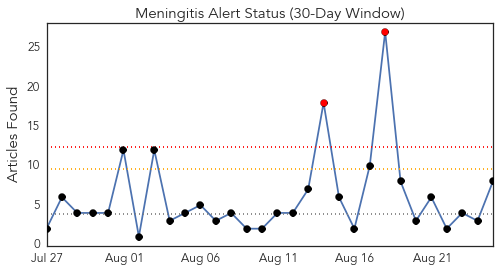 Meningitis Alert Status (30-Day Window)
Articles Found
25
20
15
10
5
0
Jul 27 Aug 01 Aug 06 Aug 11 Aug 16 Aug 21